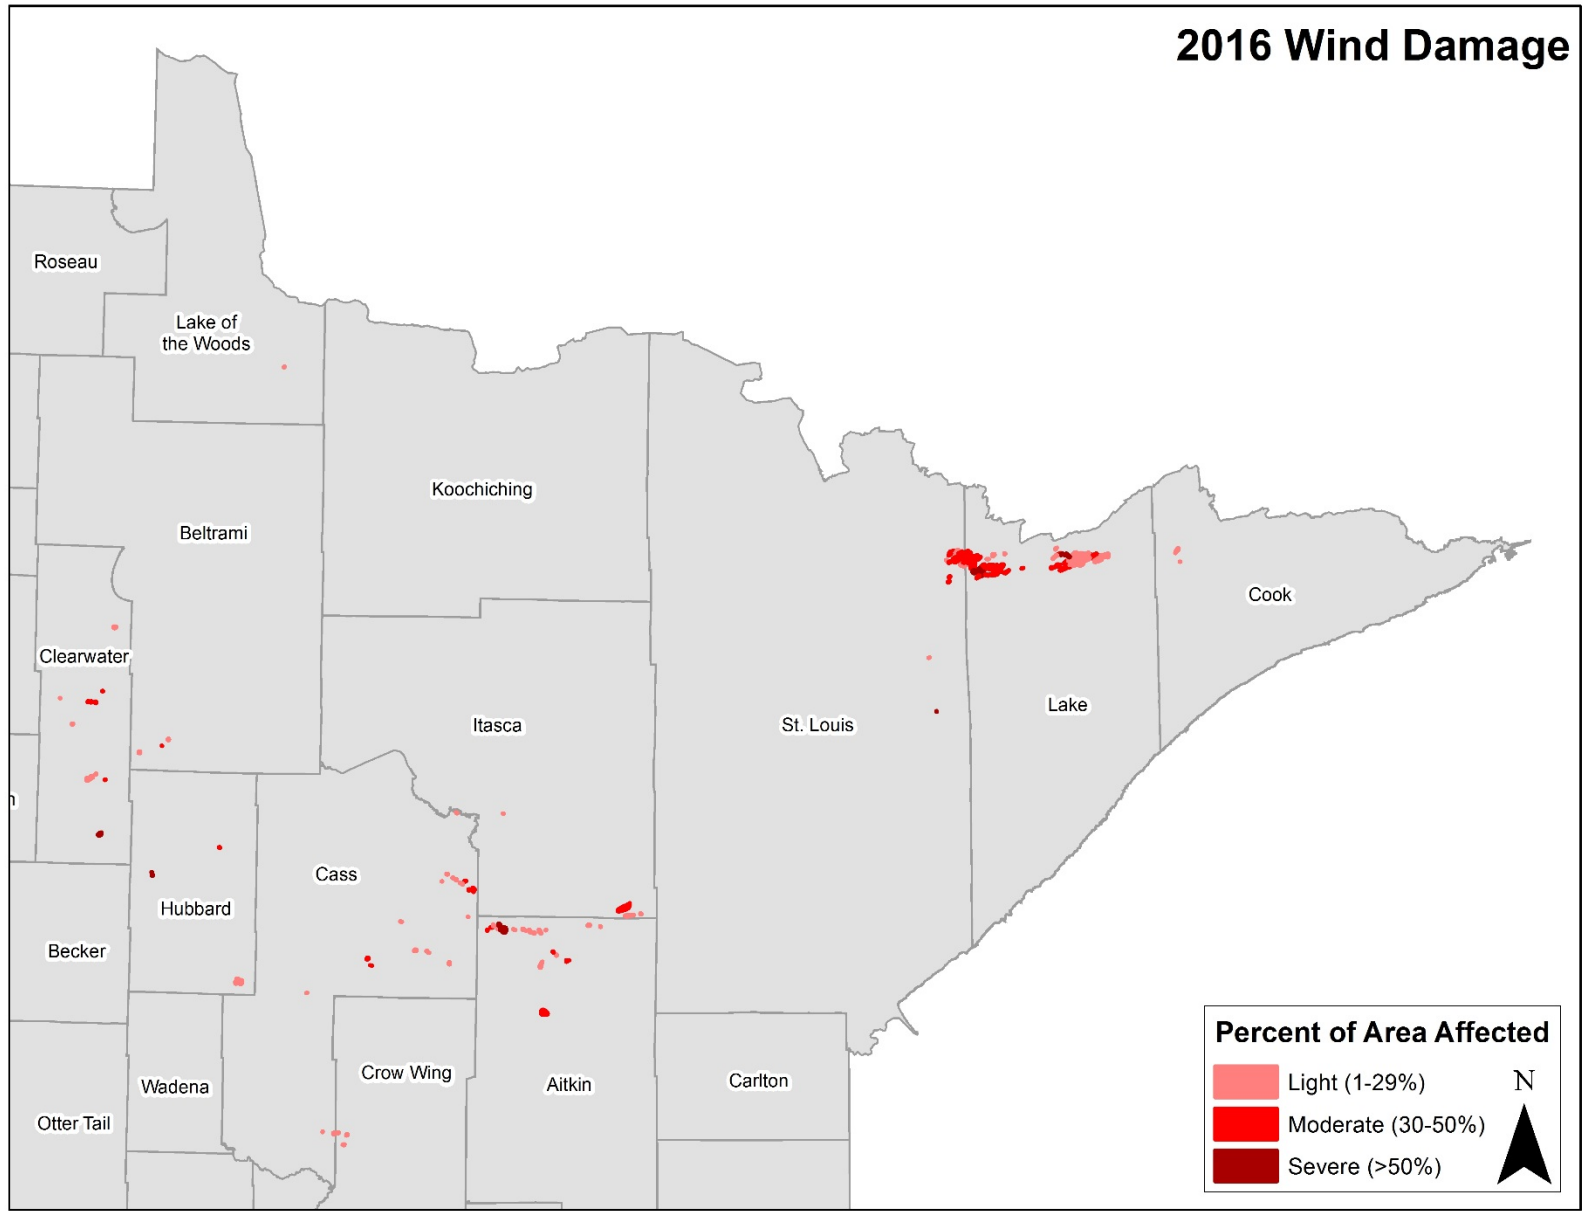 2016 Wind Damage
Roseau
Lake of
the Woods
Koochiching
Beltrami
Cook
Clearwater
Lake
Itasca
St. Louis
n
Cass
Hubbard
Becker
Crow Wing
Carlton
Aitkin
Wadena
Otter Tail
Percent of Area Affected
Light (1-29%)
Moderate (30-50%)
Severe (>50%)
N